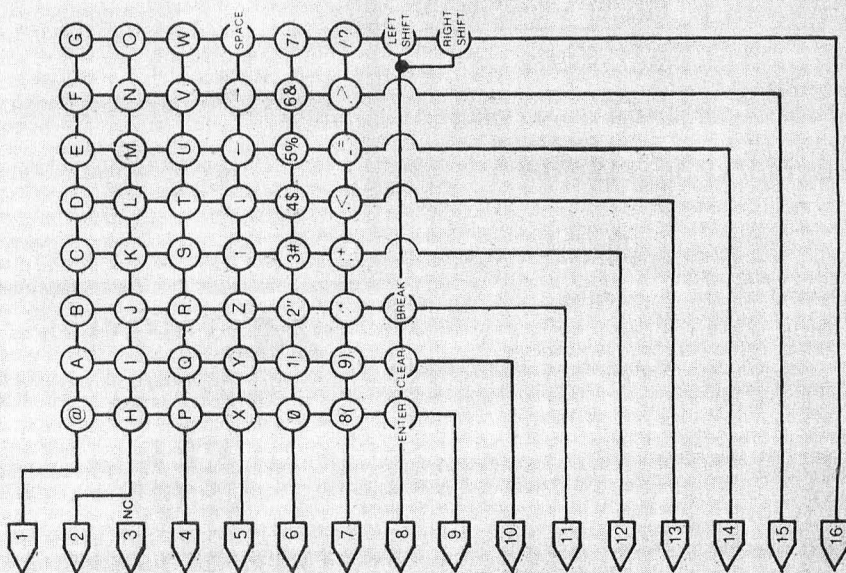 1
@ A B C D E F G
2
3 NC H I J K L M N O
4 P Q R S T U V W
5 X Y Z SPACE
6 Ø 1! 2" 3# 4$ 5% 6& 7'
7 8( 9) :* ;+ ,< -= .> /?
8 ENTER CLEAR BREAK LEFT
SHIFT
9 RIGHT
SHIFT
10
11
12
13
14
15
16